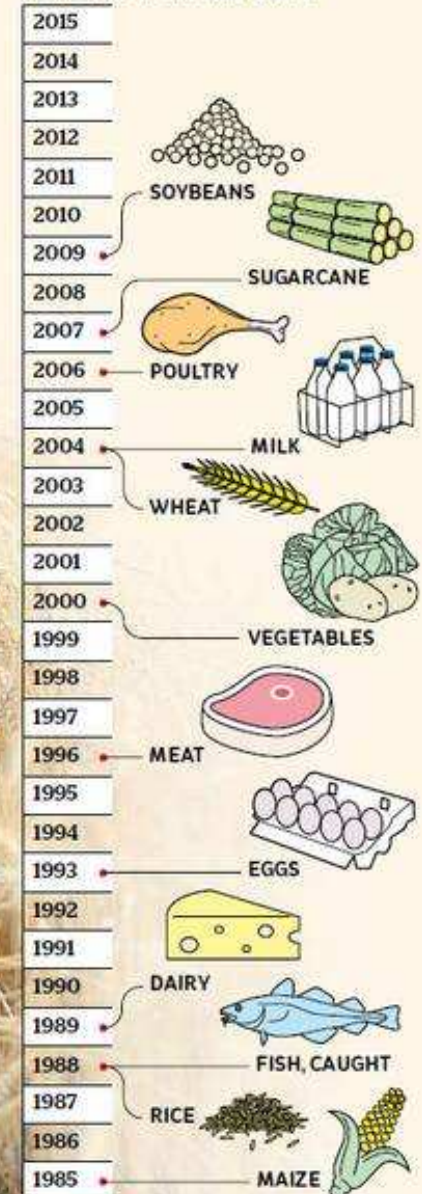 2015
2014
2013
2012
2011
SOYBEANS
2010
2009
SUGARCANE
2008
2007
2006
POULTRY
2005
2004
MILK
2003
WHEAT
2002
2001
2000
1999
VEGETABLES
1998
1997
1996
MEAT
1995
1994
1993
EGGS
1992
1991
1990
DAIRY
1989
1988
FISH, CAUGHT
1987
RICE
1986
1985
MAIZE